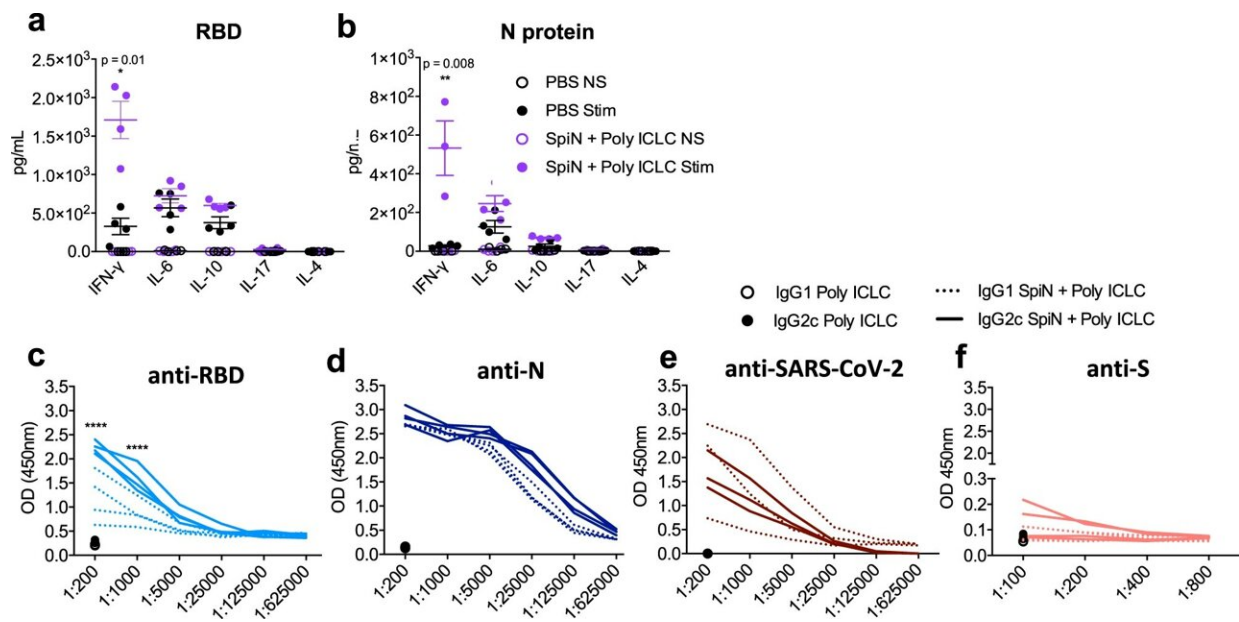 a
RBD
2.5×10³
2.0×10³
1.5×10³
1.0×10³
5.0×10²
0.0
pg/mL
p = 0.01
*
IFN-γ
IL-6
IL-10
IL-17
IL-4
b
N protein
1×10³
8×10²
6×10²
4×10²
2×10²
0
pg/n...
p = 0.008
**
IFN-γ
IL-6
IL-10
IL-17
IL-4
PBS NS
PBS Stim
SpiN + Poly ICLC NS
SpiN + Poly ICLC Stim
IgG1 Poly ICLC
IgG2c Poly ICLC
IgG1 SpiN + Poly ICLC
IgG2c SpiN + Poly ICLC
c
anti-RBD
3.5
3.0
2.5
2.0
1.5
1.0
0.5
0.0
OD (450nm)
****
****
1:200
1:1000
1:5000
1:25000
1:125000
1:625000
d
anti-N
3.5
3.0
2.5
2.0
1.5
1.0
0.5
0.0
OD (450nm)
1:200
1:1000
1:5000
1:25000
1:125000
1:625000
e
anti-SARS-CoV-2
3.5
3.0
2.5
2.0
1.5
1.0
0.5
0.0
OD 450nm
1:200
1:1000
1:5000
1:25000
1:125000
1:625000
f
anti-S
3.5
3.0
2.5
2.0
0.3
0.2
0.1
0.0
OD 450nm
1:100
1:200
1:400
1:800